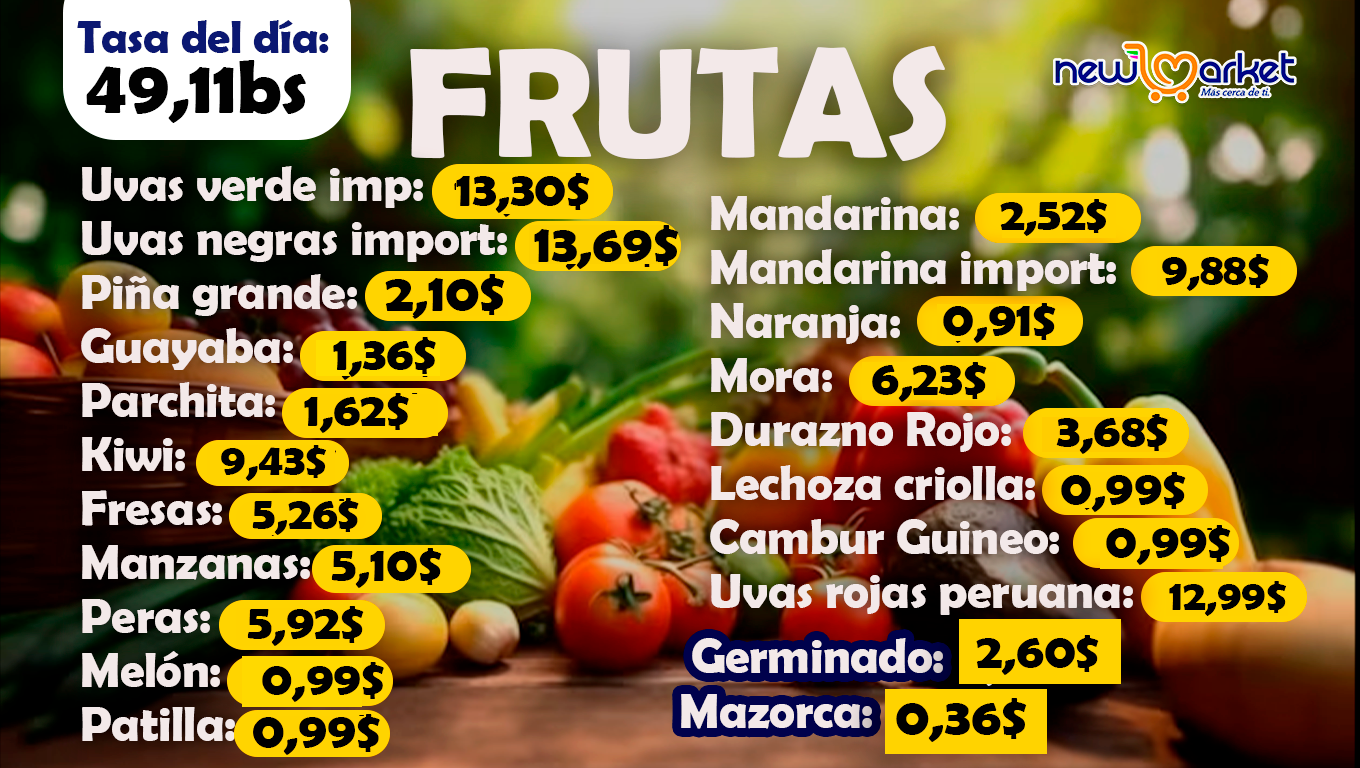 Tasa del día:
49,11bs
FRUTAS
newmarket
Más cerca de ti.
Uvas verde imp: 13,30$
Uvas negras import: 13,69$
Piña grande: 2,10$
Guayaba: 1,36$
Parchita: 1,62$
Kiwi: 9,43$
Fresas: 5,26$
Manzanas: 5,10$
Peras: 5,92$
Melón: 0,99$
Patilla: 0,99$
Mandarina: 2,52$
Mandarina import: 9,88$
Naranja: 0,91$
Mora: 6,23$
Durazno Rojo: 3,68$
Lechoza criolla: 0,99$
Cambur Guineo: 0,99$
Uvas rojas peruana: 12,99$
Germinado: 2,60$
Mazorca: 0,36$